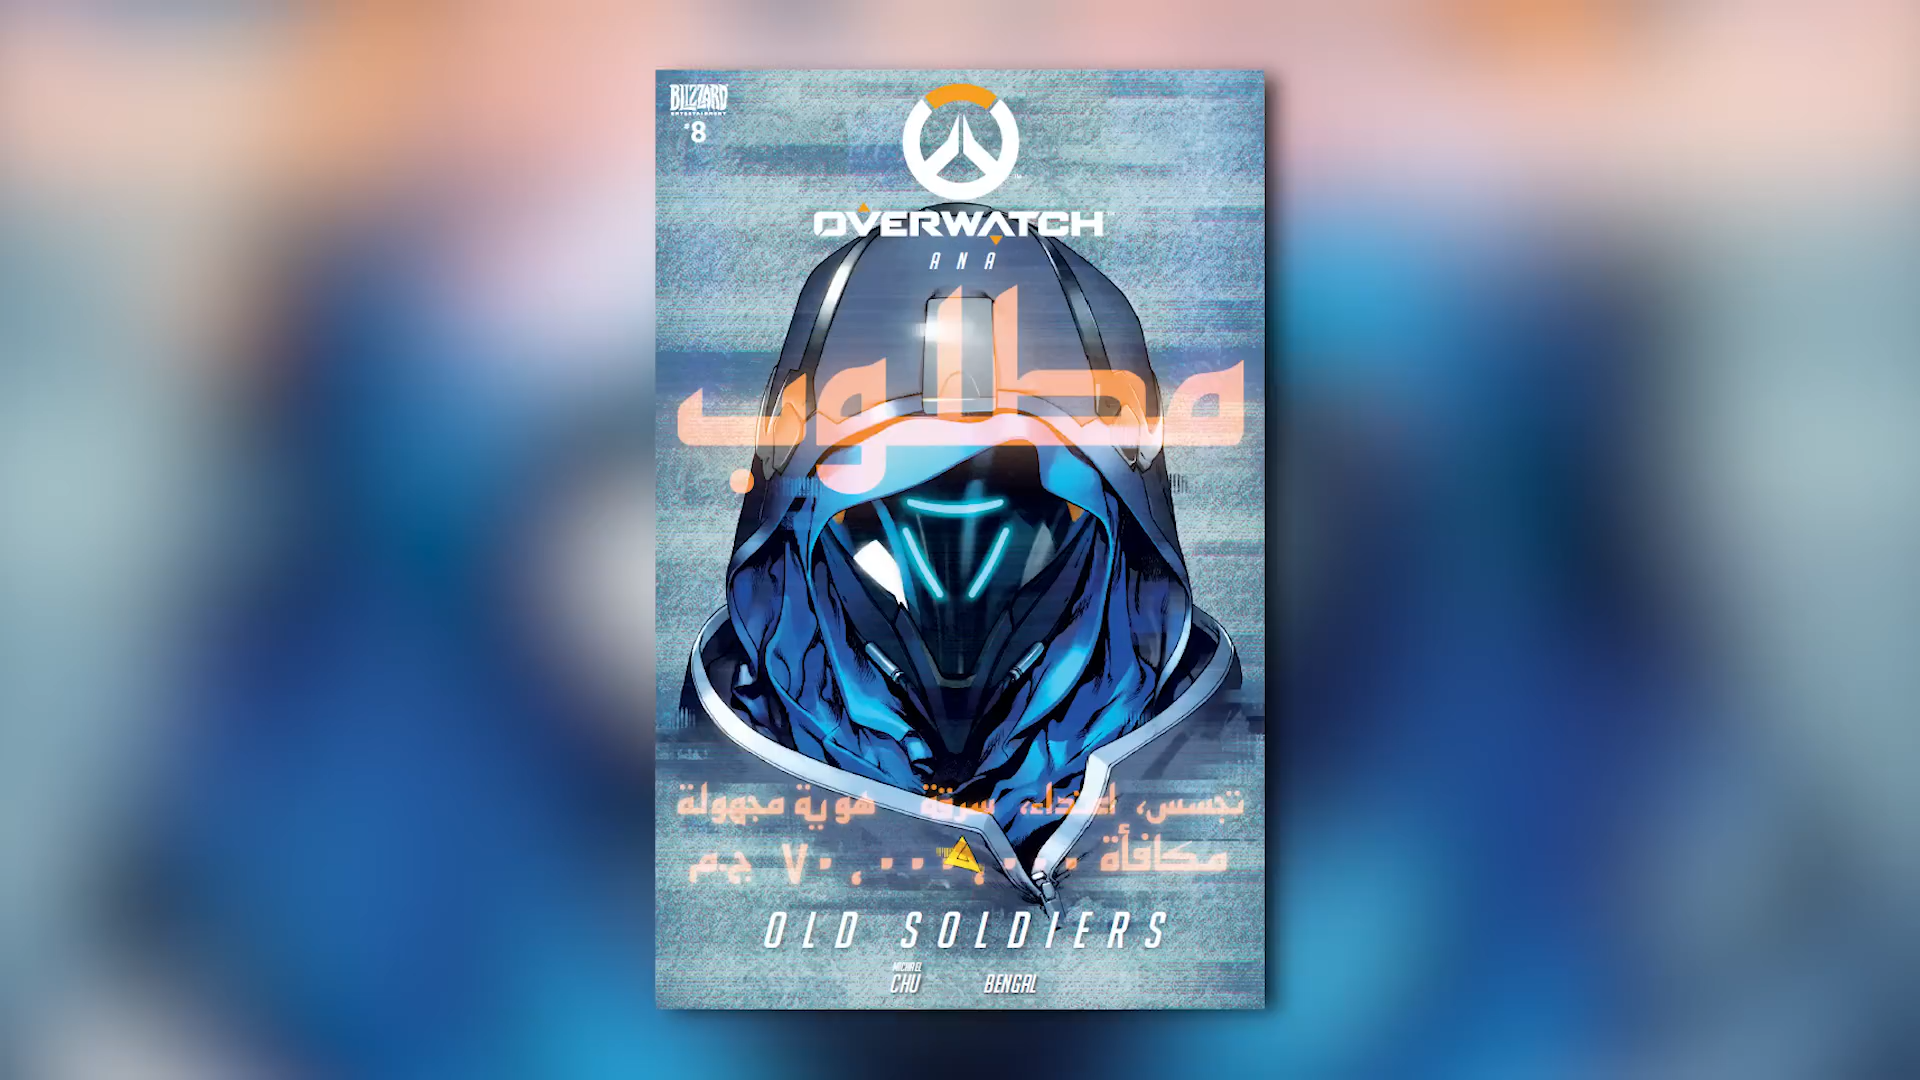 BLIZZARD
ENTERTAINMENT
#8
OVERWATCH
ANA
مطلوب
تجسس، اعتداء، سرقة هوية مجهولة
مكافأة ٧٠,٠٠٠,٠٠٠ ج.م
OLD SOLDIERS
MICHAEL
CHU
BENGAL